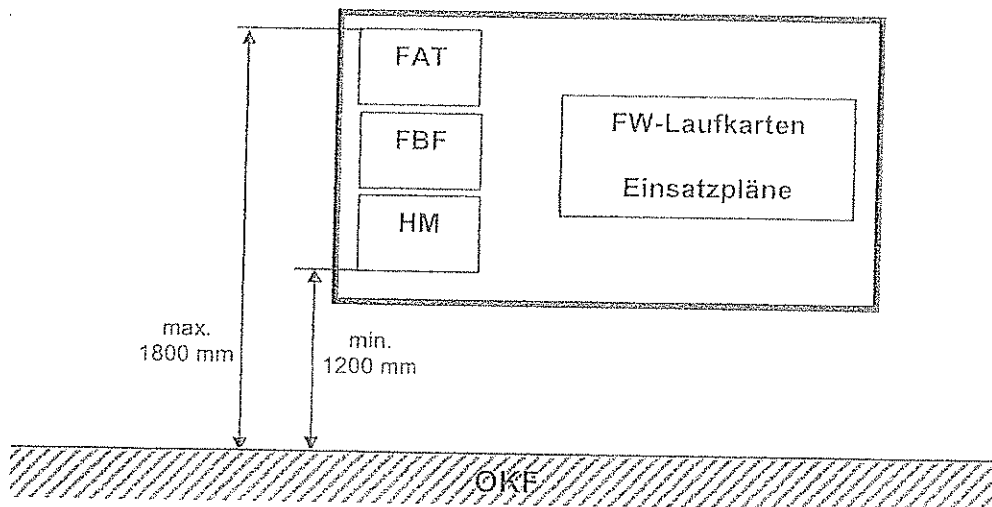 FAT
FBF
HM
FW-Laufkarten
Einsatzpläne
max.
1800 mm
min.
1200 mm
OKF